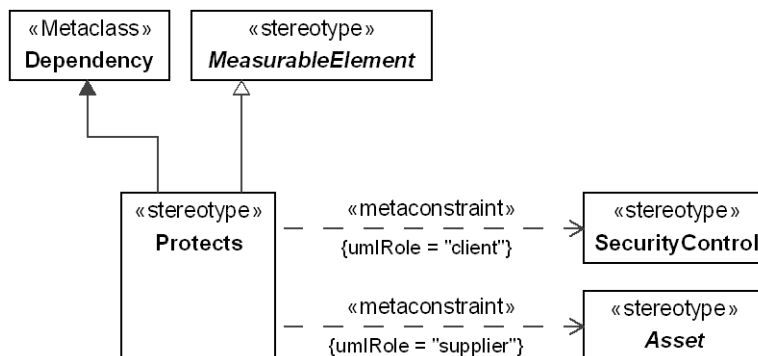 «Metaclass»
Dependency
«stereotype»
MeasurableElement
«stereotype»
Protects
«metaconstraint»
{umlRole = "client"}
«stereotype»
SecurityControl
«metaconstraint»
{umlRole = "supplier"}
«stereotype»
Asset